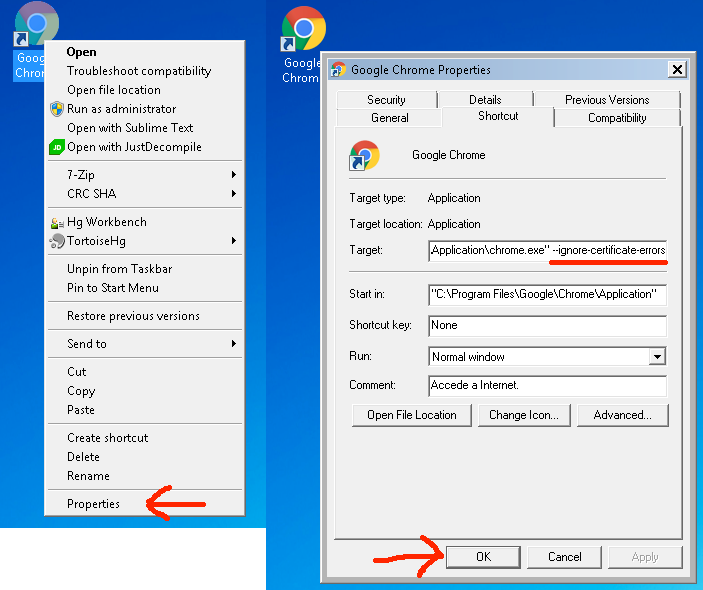 Goog
Chrom
Open
Troubleshoot compatibility
Open file location
Run as administrator
Open with Sublime Text
JD
Open with JustDecompile
7-Zip
CRC SHA
Hg Workbench
TortoiseHg
Unpin from Taskbar
Pin to Start Menu
Restore previous versions
Send to
Cut
Copy
Paste
Create shortcut
Delete
Rename
Properties
Google
Chrom
Google Chrome Properties
Security
Details
Previous Versions
General
Shortcut
Compatibility
Google Chrome
Target type: Application
Target location: Application
Target: .Application\chrome.exe" --ignore-certificate-errors
Start in: "C:\Program Files\Google\Chrome\Application"
Shortcut key: None
Run: Normal window
Comment: Accede a Internet.
Open File Location
Change Icon...
Advanced...
OK
Cancel
Apply